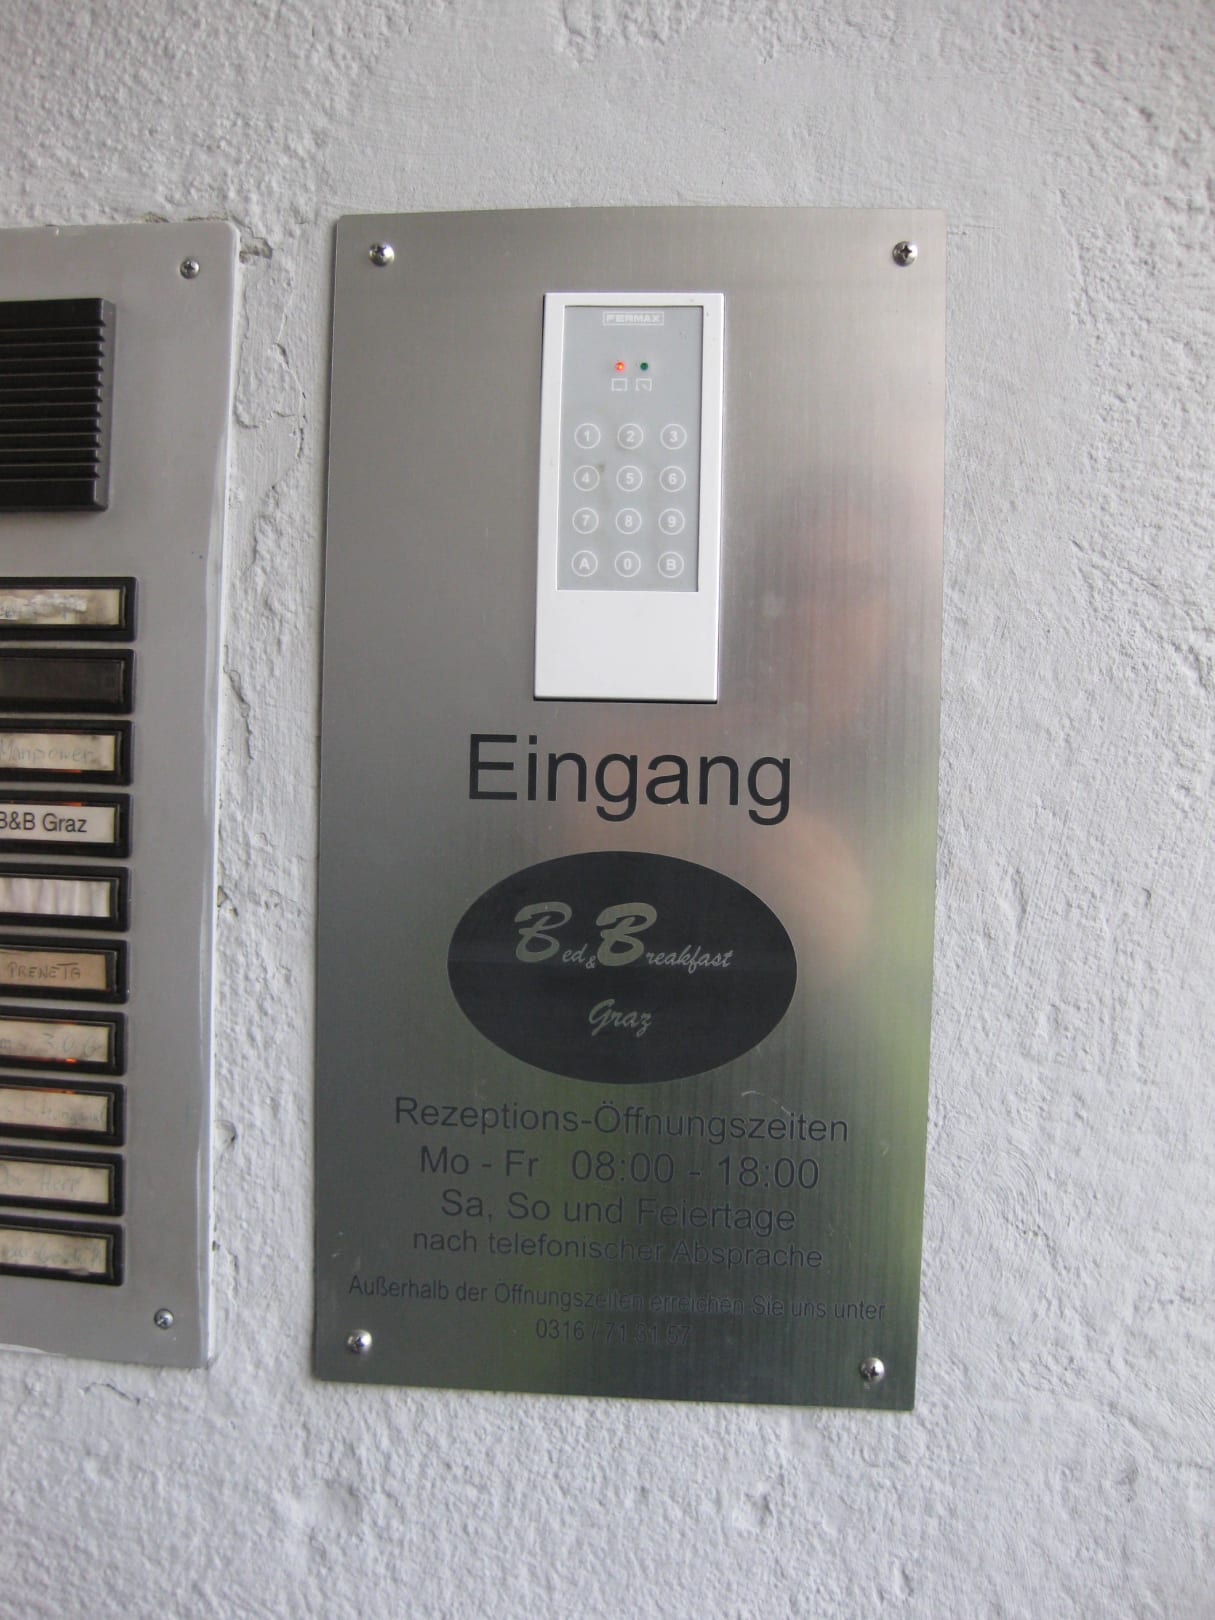 Manpower
B&B Graz
PRENETA
Herr
FERMAX
1 2 3
4 5 6
7 8 9
A 0 B
Eingang
Bed & Breakfast
Graz
Rezeptions-Öffnungszeiten
Mo - Fr 08:00 - 18:00
Sa, So und Feiertage
nach telefonischer Absprache
Außerhalb der Öffnungszeiten erreichen Sie uns unter
0316 / 71 31 57